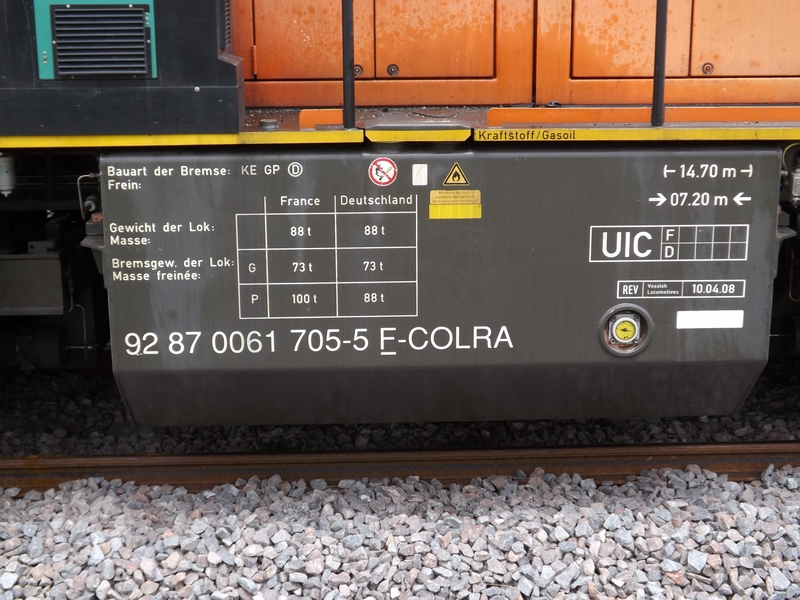 Kraftstoff/Gasoil
Bauart der Bremse: KE GP D
Frein:
14.70 m
07.20 m
France Deutschland
Gewicht der Lok: 88 t 88 t
Masse:
Bremsgew. der Lok: G 73 t 73 t
Masse freinée:
P 100 t 88 t
UIC F
D
REV Vossloh Locomotives 10.04.08
92 87 0061 705-5 F-COLRA